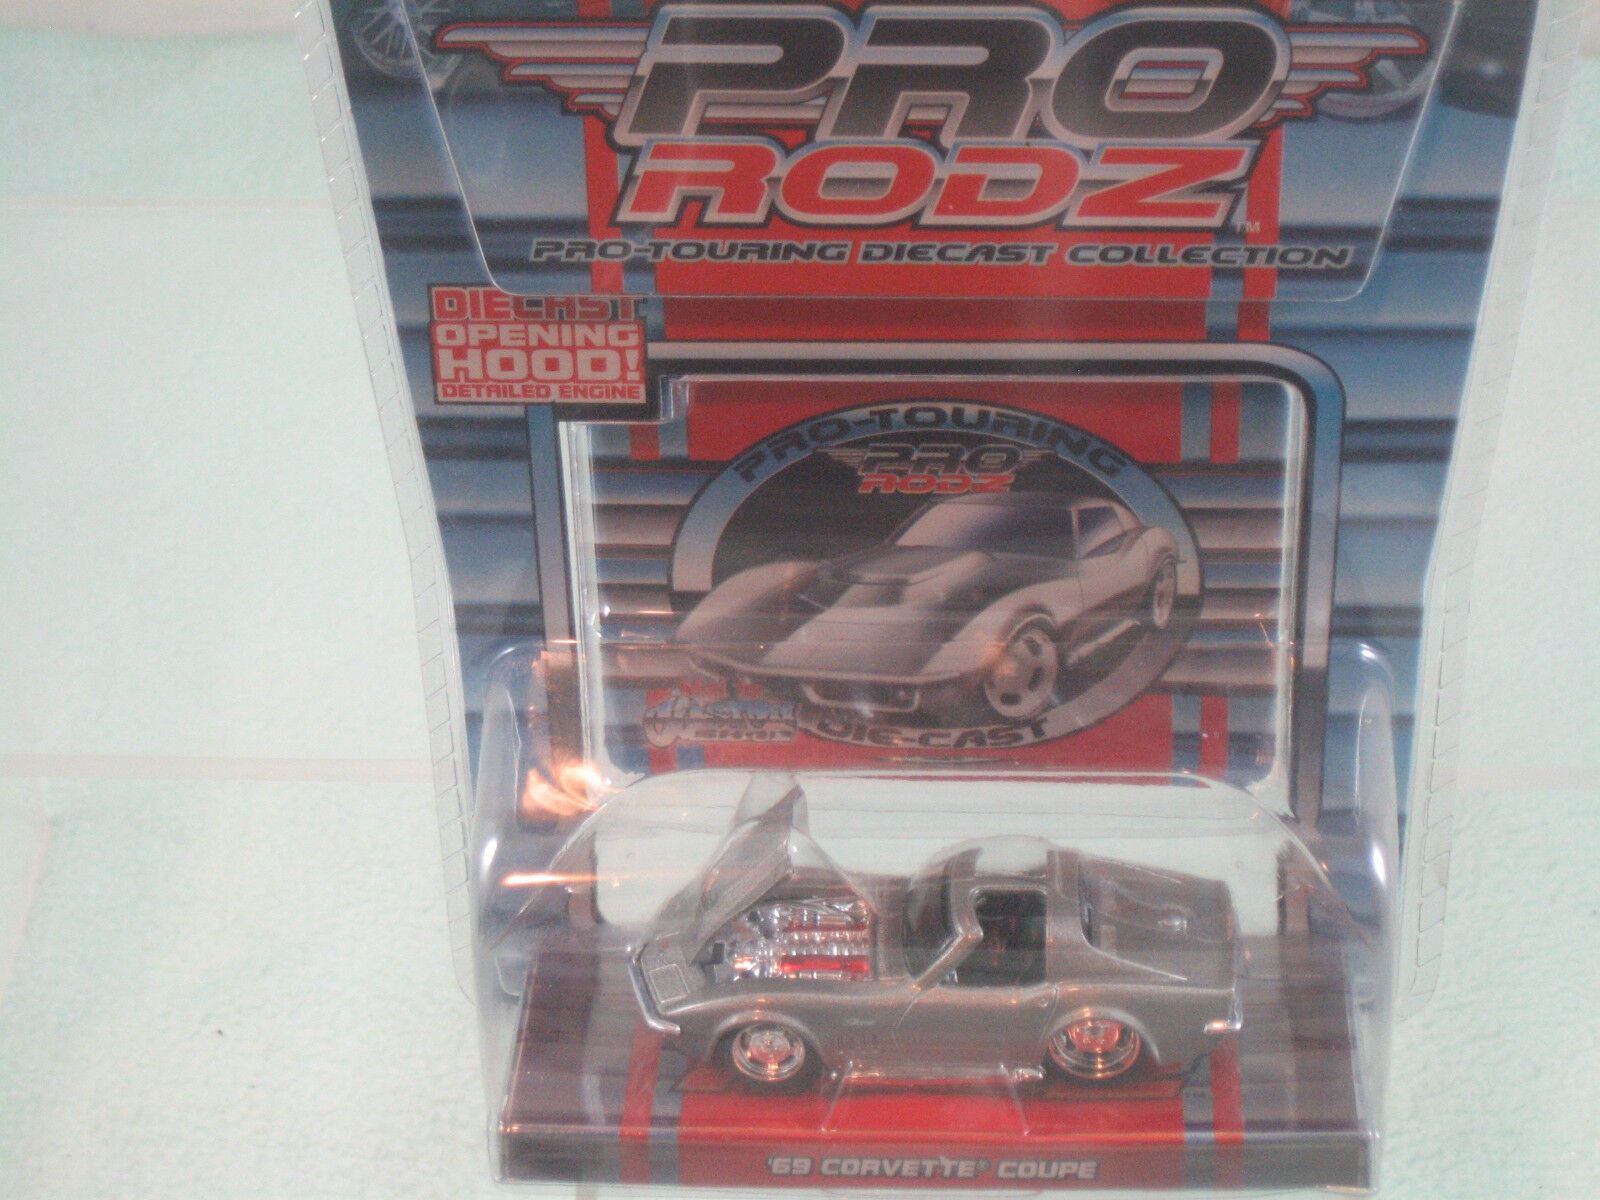 PRO
RODZ™
PRO-TOURING DIECAST COLLECTION
DIECAST
OPENING
HOOD!
DETAILED ENGINE
PRO-TOURING
PRO
RODZ
DIE-CAST
'69 CORVETTE® COUPE